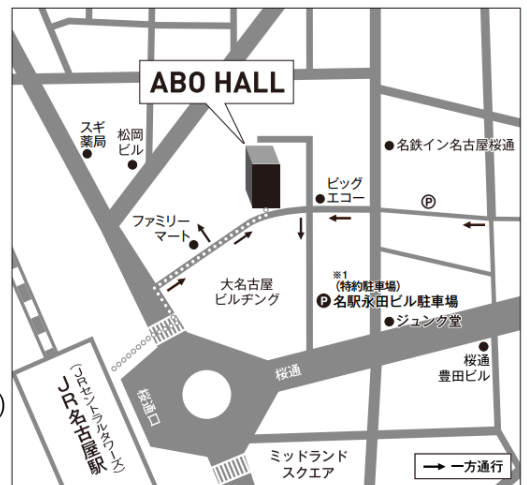 ABO HALL
スギ
薬局
松岡
ビル
名鉄イン名古屋桜通
ビッグ
エコー
P
ファミリー
マート
大名古屋
ビルヂング
※1
(特約駐車場)
P 名駅永田ビル駐車場
ジュンク堂
桜通
豊田ビル
桜通
桜通口
(JRセントラルタワーズ)
JR名古屋駅
ミッドランド
スクエア
→ 一方通行
)